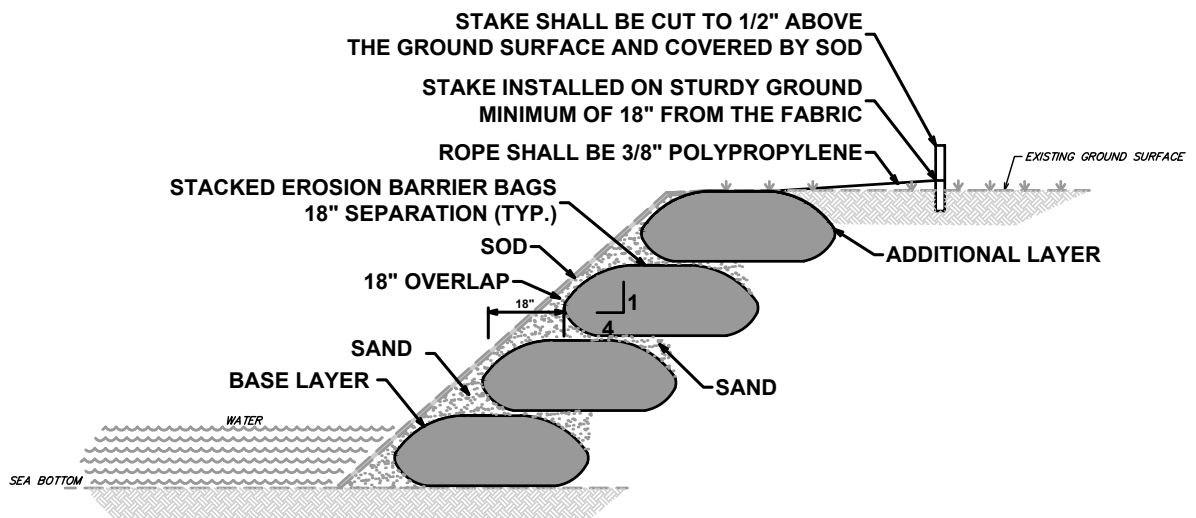 STAKE SHALL BE CUT TO 1/2" ABOVE
THE GROUND SURFACE AND COVERED BY SOD
STAKE INSTALLED ON STURDY GROUND
MINIMUM OF 18" FROM THE FABRIC
ROPE SHALL BE 3/8" POLYPROPYLENE
EXISTING GROUND SURFACE
STACKED EROSION BARRIER BAGS
18" SEPARATION (TYP.)
SOD
ADDITIONAL LAYER
18" OVERLAP
18"
1
4
SAND
BASE LAYER
SAND
WATER
SEA BOTTOM